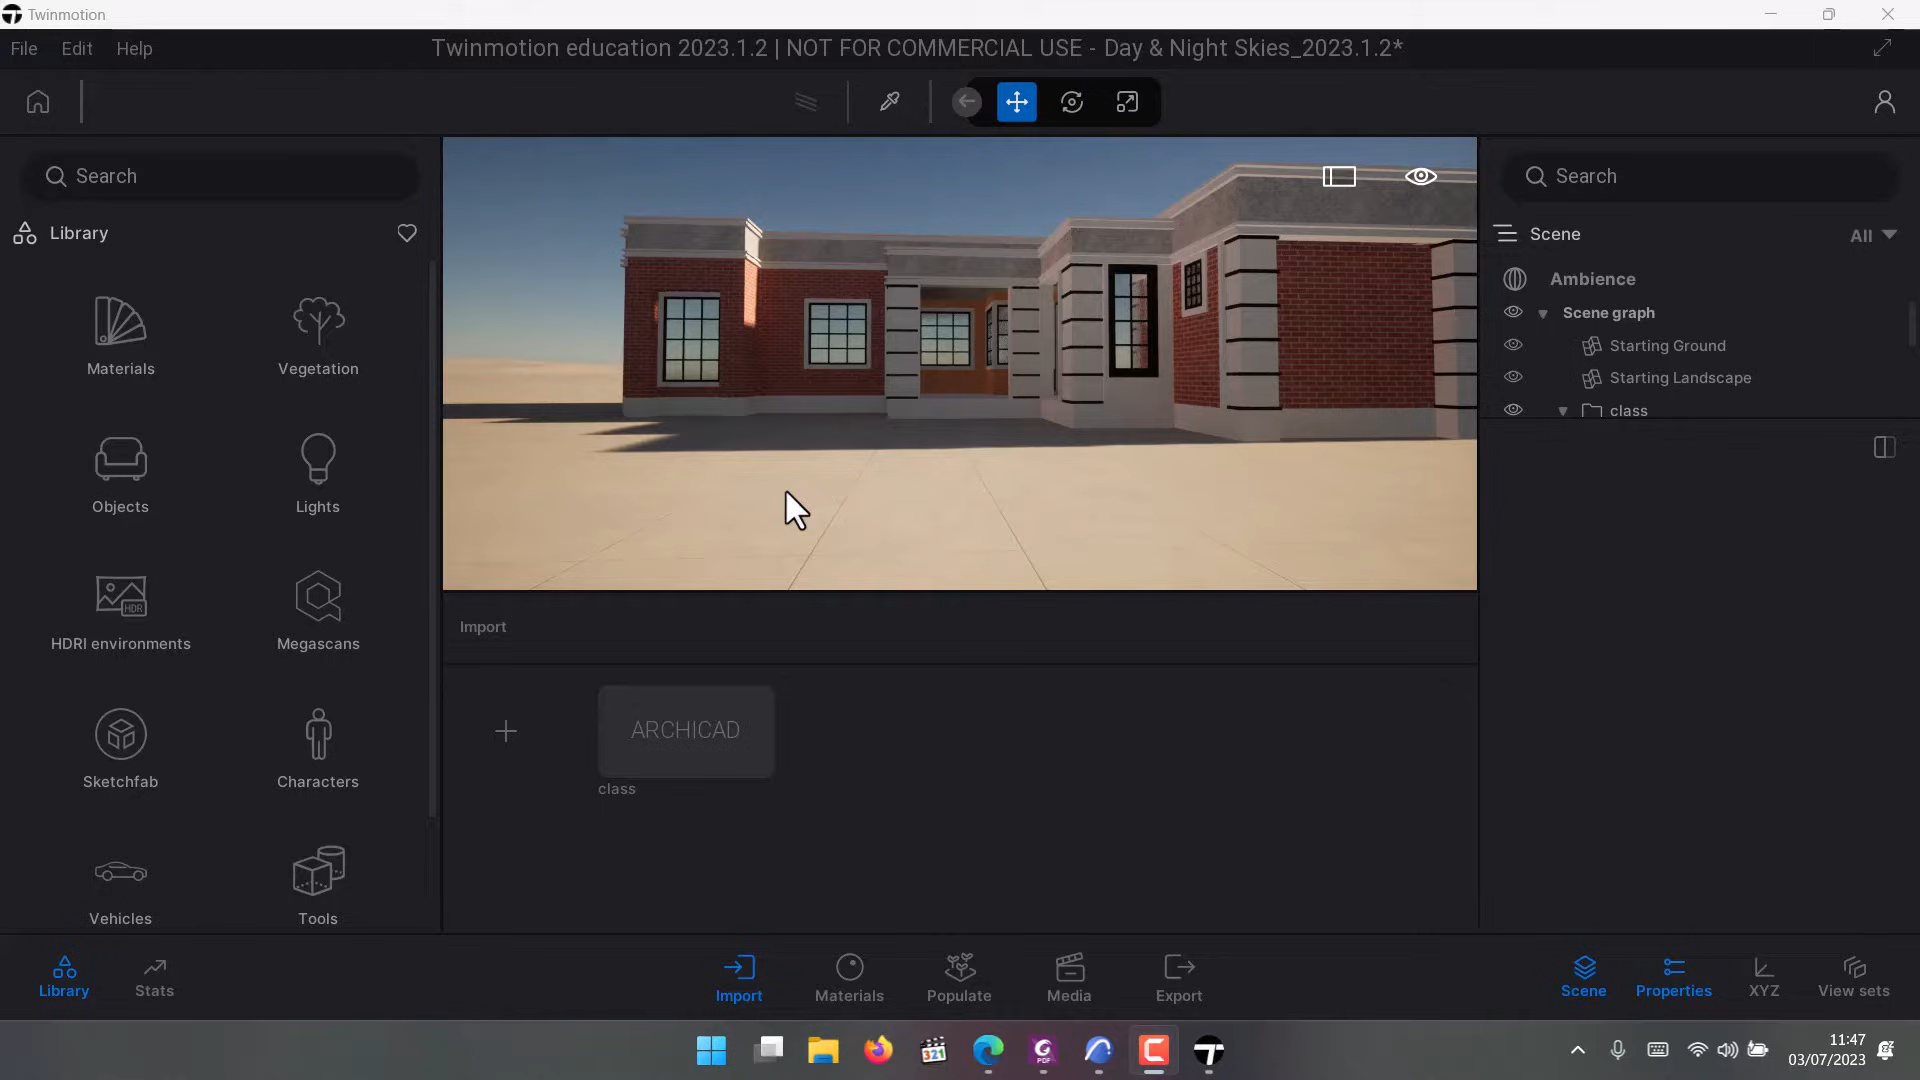 Twinmotion
File Edit Help
Twinmotion education 2023.1.2 | NOT FOR COMMERCIAL USE - Day & Night Skies_2023.1.2*
Search
Library
Materials
Vegetation
Objects
Lights
HDR
HDRI environments
Megascans
Sketchfab
Characters
Vehicles
Tools
Import
ARCHICAD
class
Search
Scene
All
Ambience
Scene graph
Starting Ground
Starting Landscape
class
Library
Stats
Import
Materials
Populate
Media
Export
Scene
Properties
XYZ
View sets
321
PDF
11:47
03/07/2023